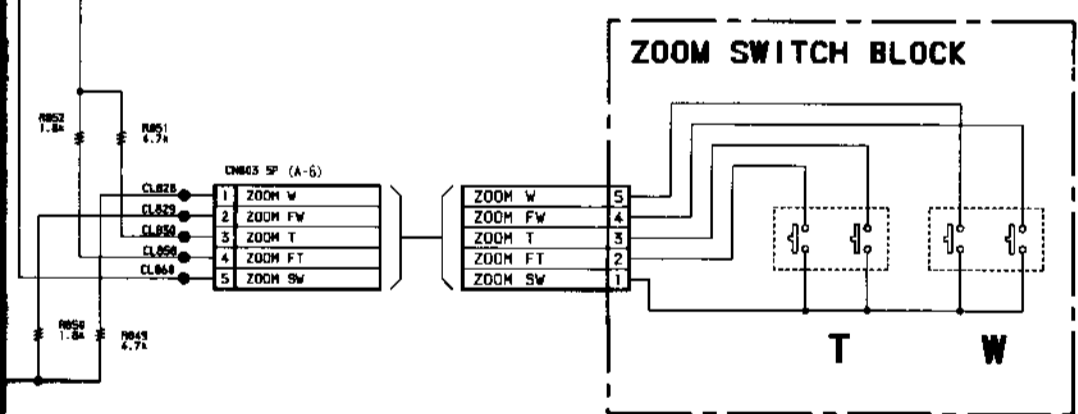 ZOOM SWITCH BLOCK
R852
1.8k
R851
4.7k
CN803 5P (A-6)
CL828
1 ZOOM W
CL829
2 ZOOM FW
CL830
3 ZOOM T
CL858
4 ZOOM FT
CL868
5 ZOOM SW
ZOOM W 5
ZOOM FW 4
ZOOM T 3
ZOOM FT 2
ZOOM SW 1
R850
1.8k
R849
4.7k
T
W